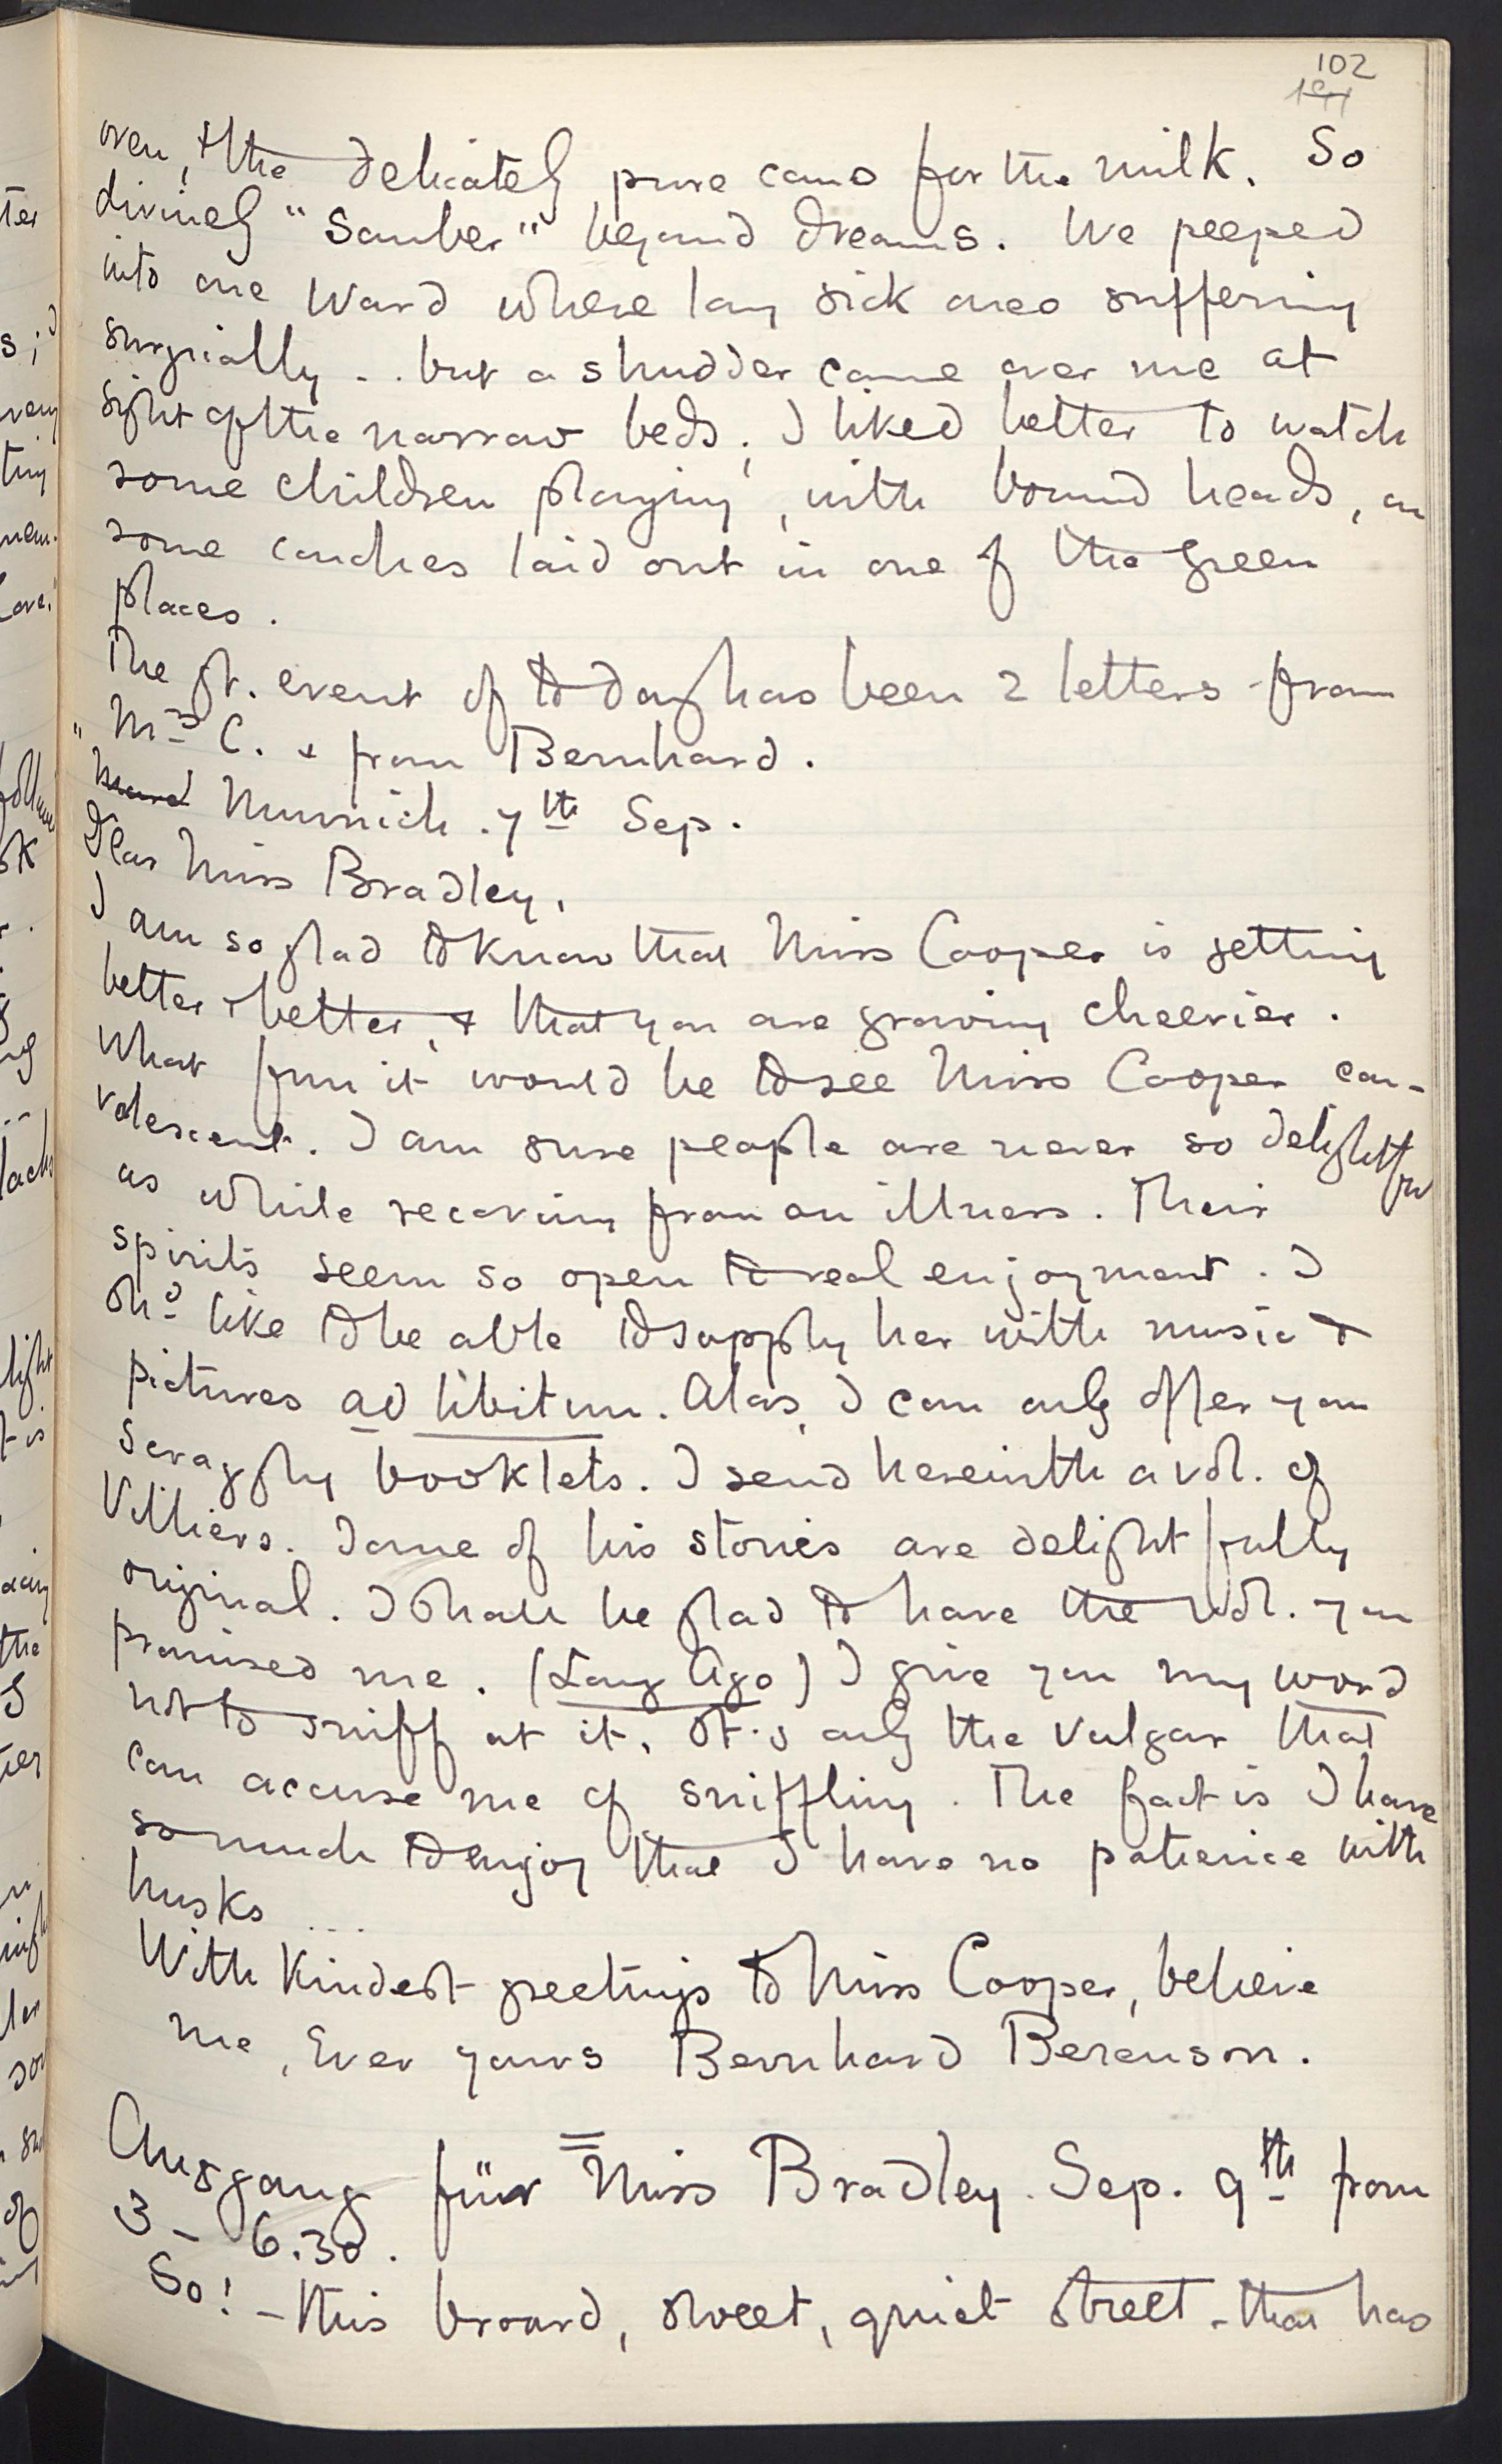 102
oven, & the delicately pure cans for the milk. So
divinely "Sauber" beyond dreams. We peeped
into one Ward where lay sick ones suffering
surgically .. but a shudder came over me at
sight of the narrow beds; I liked better to watch
some children playing, with bound heads, on
some couches laid out in one of the green
places.
The gt. event of to day has been 2 letters from
Mrs C. & from Bernhard.
" Munich. 7th Sep.
Dear Miss Bradley,
I am so glad to know that Miss Cooper is getting
better & better, & that you are growing cheerier.
What fun it would be to see Miss Cooper con-
valescent. I am sure people are never so delightful
as while recovering from an illness. Their
spirits seem so open to real enjoyment. I
shd like to be able to supply her with music &
pictures ad libitum. Alas, I can only offer you
scraggly booklets. I send herewith a vol. of
Villiers. Some of his stories are delightfully
original. I shall be glad to have the vol. you
promised me. (Long Ago) I give you my word
not to sniff at it. It is only the vulgar that
can accuse me of sniffling. The fact is I have
so much to enjoy that I have no patience with
husks ...
With kindest greetings to Miss Cooper, believe
me, Ever yours Bernhard Berenson.
Ausgang für Miss Bradley. Sep. 9th from
3 - 6.30.
So! - this broard, sweet, quiet street - that has